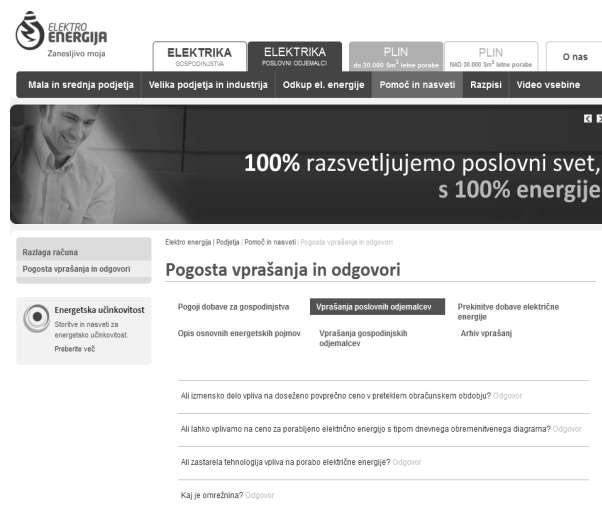 ELEKTRO
ENERGIJA
Zanesljivo moja
ELEKTRIKA
GOSPODINJSTVA
ELEKTRIKA
POSLOVNI ODJEMALCI
PLIN
do 30.000 Sm³ letne porabe
PLIN
NAD 30.000 Sm³ letne porabe
O nas
Mala in srednja podjetja Velika podjetja in industrija Odkup el. energije Pomoč in nasveti Razpisi Video vsebine
100% razsvetljujemo poslovni svet,
s 100% energije
Razlaga računa
Pogosta vprašanja in odgovori
Energetska učinkovitost
Storitve in nasveti za
energetsko učinkovitost.
Preberite več
Elektro energija | Podjetja | Pomoč in nasveti | Pogosta vprašanja in odgovori
Pogosta vprašanja in odgovori
Pogoji dobave za gospodinjstva Vprašanja poslovnih odjemalcev Prekinitve dobave električne
energije
Opis osnovnih energetskih pojmov Vprašanja gospodinjskih
odjemalcev Arhiv vprašanj
Ali izmensko delo vpliva na doseženo povprečno ceno v preteklem obračunskem obdobju? Odgovor
Ali lahko vplivamo na ceno za porabljeno električno energijo s tipom dnevnega obremenitvenega diagrama? Odgovor
Ali zastarela tehnologija vpliva na porabo električne energije? Odgovor
Kaj je omrežnina? Odgovor